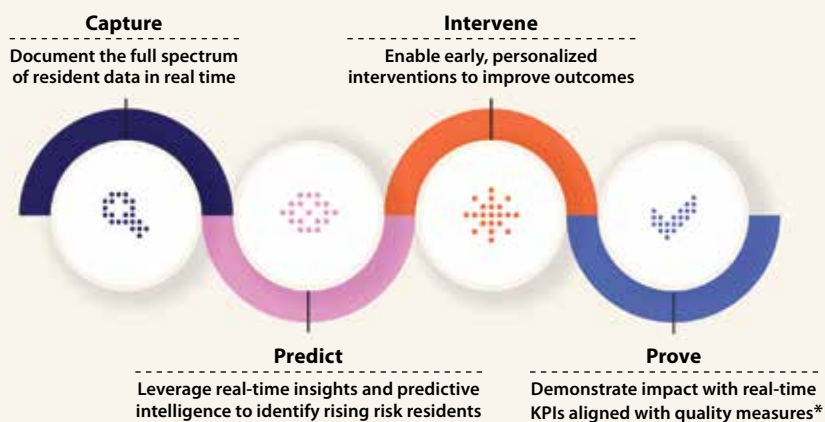 Capture
Document the full spectrum
of resident data in real time
Intervene
Enable early, personalized
interventions to improve outcomes
Predict
Leverage real-time insights and predictive
intelligence to identify rising risk residents
Prove
Demonstrate impact with real-time
KPIs aligned with quality measures*